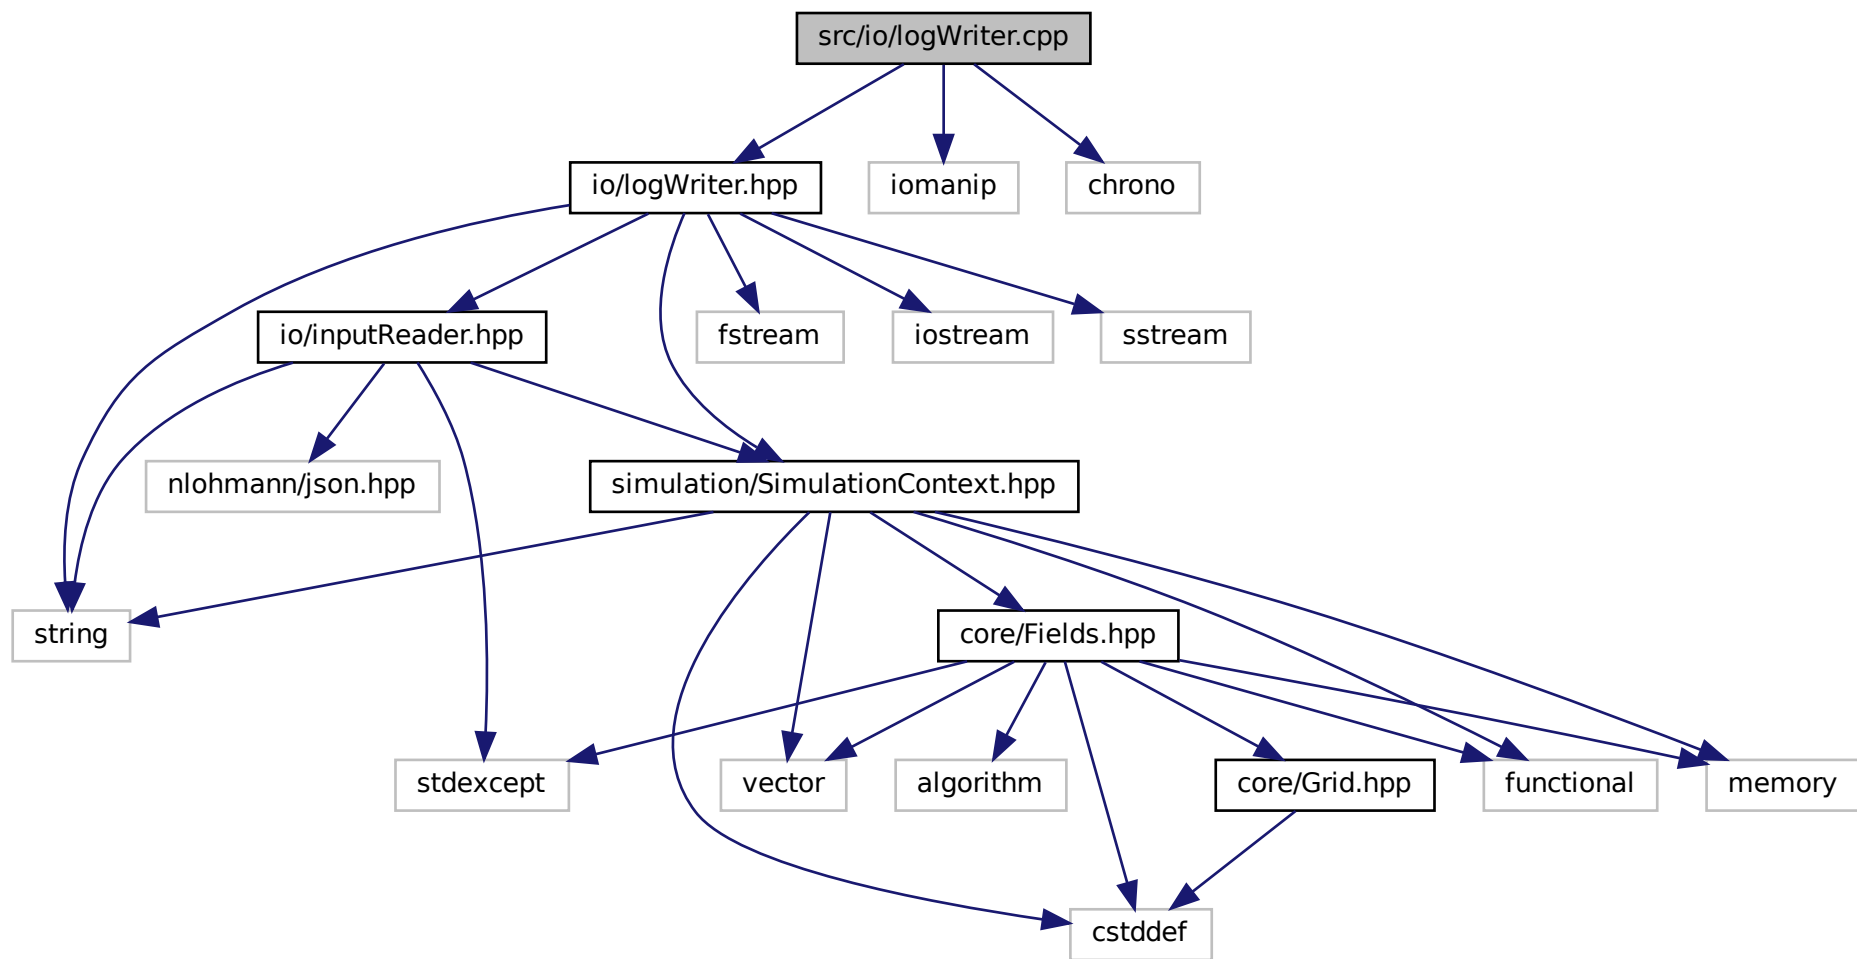 src/io/logWriter.cpp
io/logWriter.hpp
iomanip
chrono
io/inputReader.hpp
fstream
iostream
sstream
nlohmann/json.hpp
simulation/SimulationContext.hpp
string
core/Fields.hpp
stdexcept
vector
algorithm
core/Grid.hpp
functional
memory
cstddef